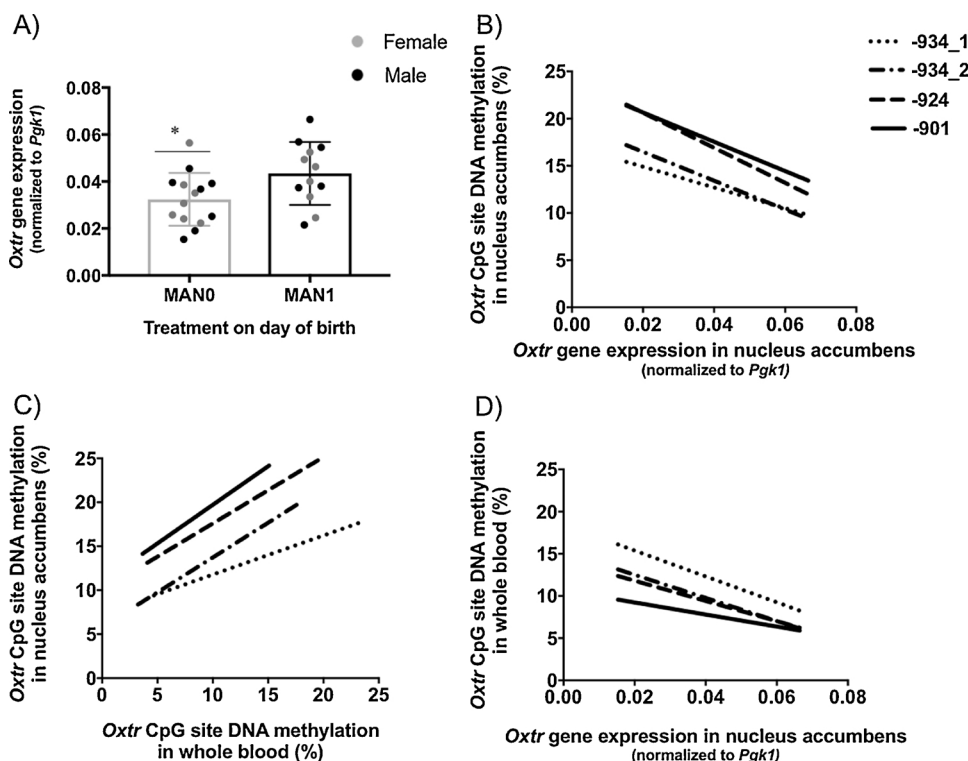 A)
Female
Male
Oxtr gene expression
(normalized to Pgk1)
0.08
0.06
0.04
0.02
0.00
*
MAN0
MAN1
Treatment on day of birth
B)
Oxtr CpG site DNA methylation
in nucleus accumbens (%)
25
20
15
10
5
0
0.00
0.02
0.04
0.06
0.08
Oxtr gene expression in nucleus accumbens
(normalized to Pgk1)
-934_1
-934_2
-924
-901
C)
Oxtr CpG site DNA methylation
in nucleus accumbens (%)
25
20
15
10
5
0
0
5
10
15
20
25
Oxtr CpG site DNA methylation
in whole blood (%)
D)
Oxtr CpG site DNA methylation
in whole blood (%)
25
20
15
10
5
0
0.00
0.02
0.04
0.06
0.08
Oxtr gene expression in nucleus accumbens
(normalized to Pgk1)